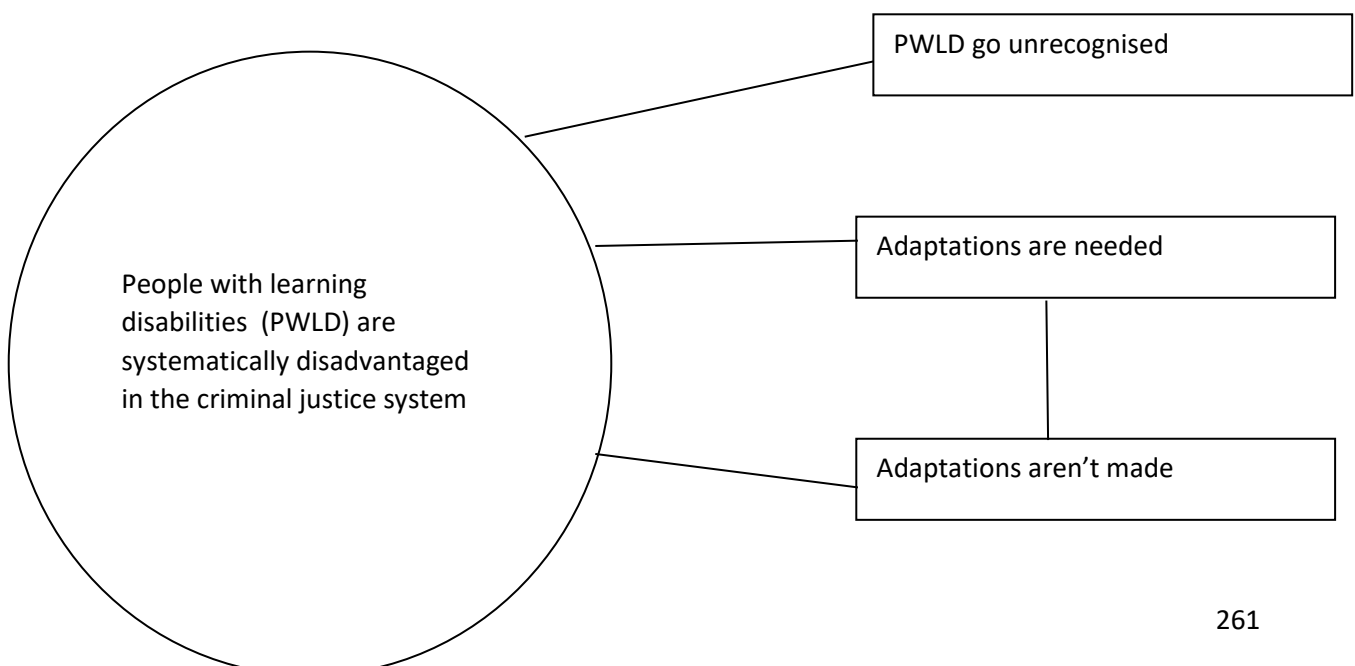 PWLD go unrecognised
Adaptations are needed
People with learning
disabilities (PWLD) are
systematically disadvantaged
in the criminal justice system
Adaptations aren’t made
261